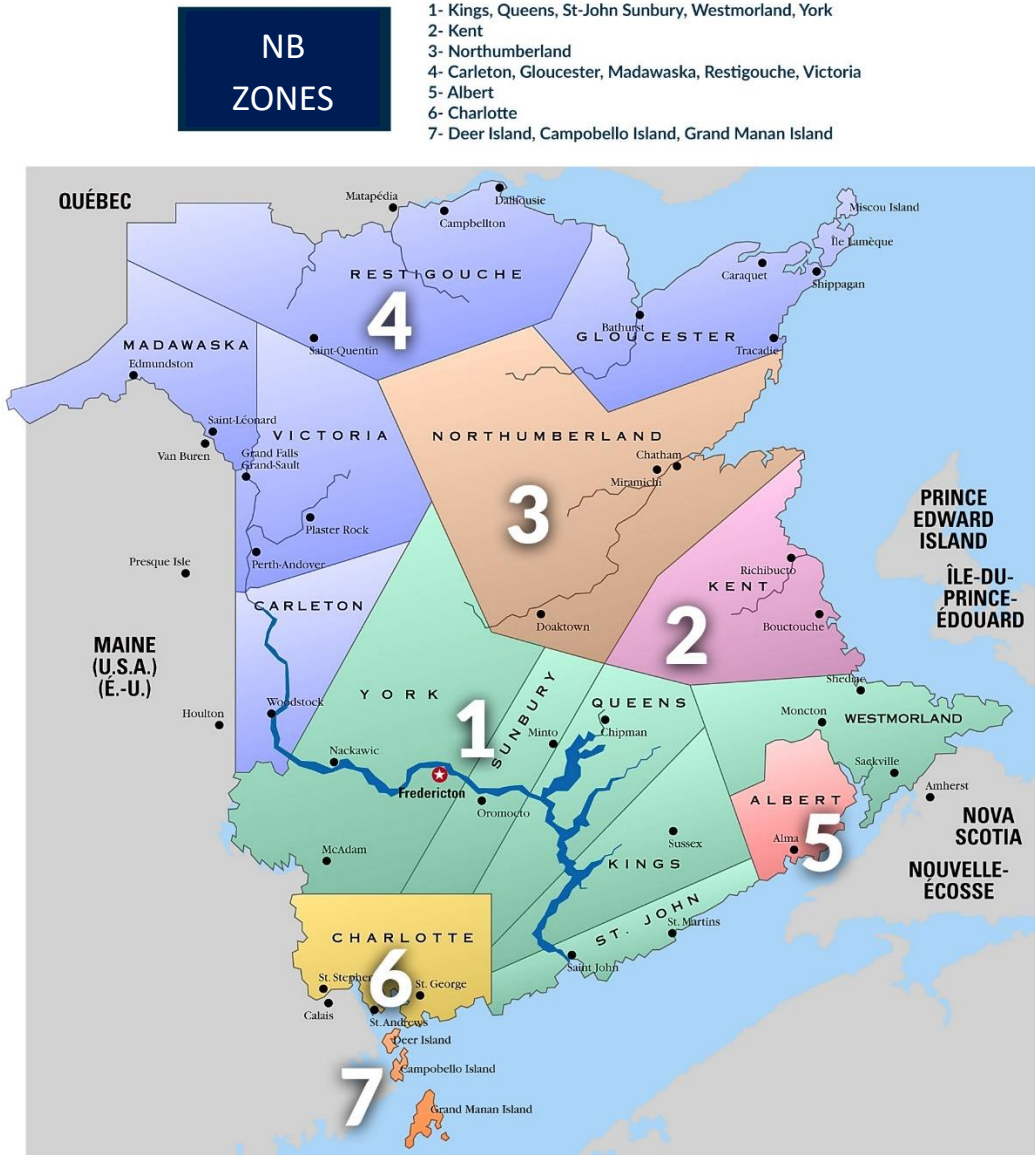 NB
ZONES
1- Kings, Queens, St-John Sunbury, Westmorland, York
2- Kent
3- Northumberland
4- Carleton, Gloucester, Madawaska, Restigouche, Victoria
5- Albert
6- Charlotte
7- Deer Island, Campobello Island, Grand Manan Island
QUÉBEC
Matapédia
Dalhousie
Campbellton
Miscou Island
Île Lamèque
Caraquet
Shippagan
RESTIGOUCHE
4
Bathurst
GLOUCESTER
Tracadie
Saint-Quentin
MADAWASKA
Edmundston
Saint-Léonard
Van Buren
VICTORIA
Grand Falls
Grand-Sault
NORTHUMBERLAND
Chatham
Miramichi
3
Plaster Rock
Perth-Andover
Presque Isle
PRINCE
EDWARD
ISLAND
ÎLE-DU-
PRINCE-
ÉDOUARD
Richibucto
KENT
Bouctouche
2
CARLETON
Doaktown
MAINE
(U.S.A.)
(É.-U.)
Houlton
Woodstock
YORK
1
SUNBURY
QUEENS
Minto
Chipman
Shediac
Moncton
WESTMORLAND
Sackville
Amherst
Nackawic
Fredericton
Oromocto
ALBERT
Alma
5
NOVA
SCOTIA
NOUVELLE-
ÉCOSSE
McAdam
Sussex
KINGS
ST. JOHN
St. Martins
Saint John
CHARLOTTE
6
St. Stephen
St. George
Calais
St. Andrews
Deer Island
Campobello Island
7
Grand Manan Island